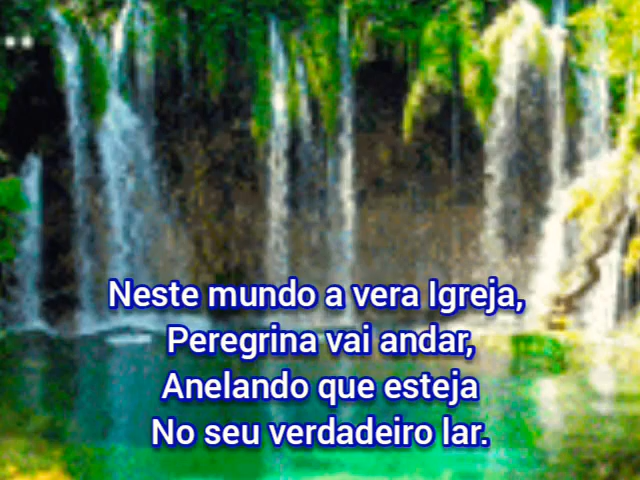 Neste mundo a vera Igreja,
Peregrina vai andar,
Anelando que esteja
No seu verdadeiro lar.